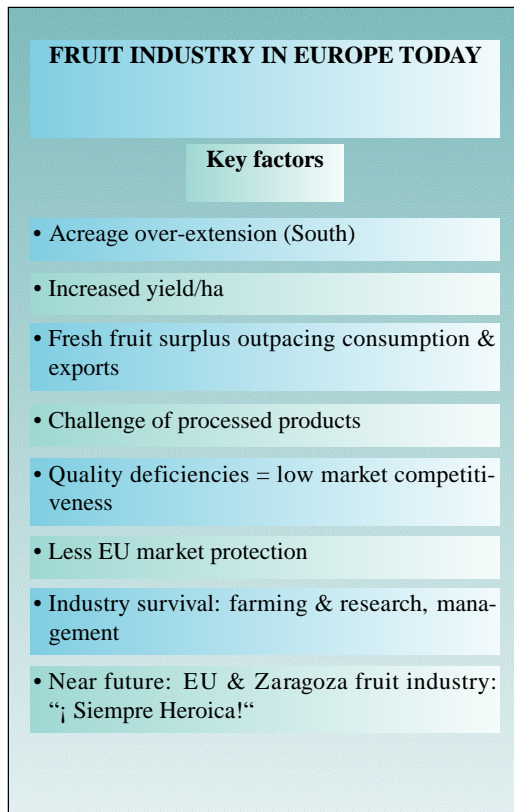 FRUIT INDUSTRY IN EUROPE TODAY
Key factors
• Acreage over-extension (South)
• Increased yield/ha
• Fresh fruit surplus outpacing consumption &
exports
• Challenge of processed products
• Quality deficiencies = low market competiti-
veness
• Less EU market protection
• Industry survival: farming & research, mana-
gement
• Near future: EU & Zaragoza fruit industry:
“¡ Siempre Heroica!“